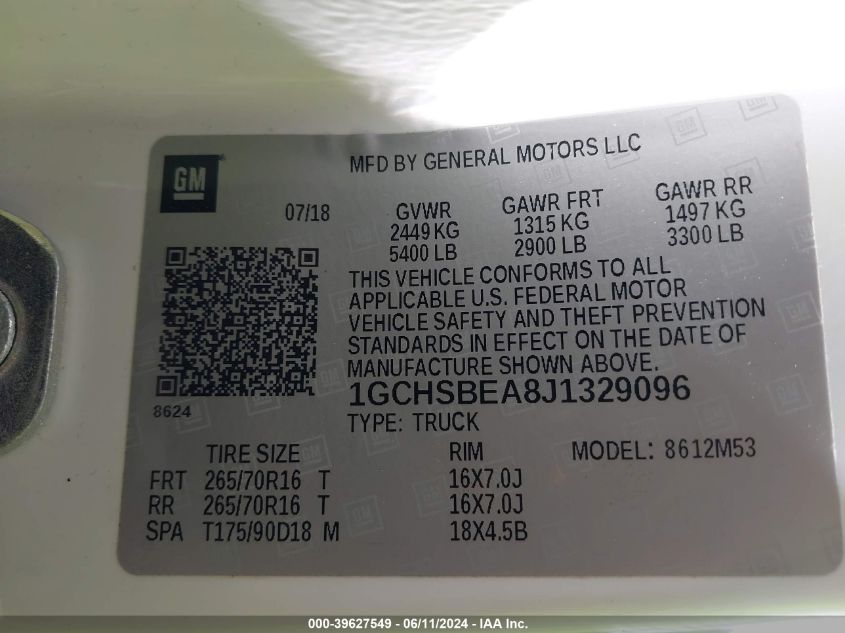 GM
MFD BY GENERAL MOTORS LLC
07/18
GVWR
2449 KG
5400 LB
GAWR FRT
1315 KG
2900 LB
GAWR RR
1497 KG
3300 LB
THIS VEHICLE CONFORMS TO ALL
APPLICABLE U.S. FEDERAL MOTOR
VEHICLE SAFETY AND THEFT PREVENTION
STANDARDS IN EFFECT ON THE DATE OF
MANUFACTURE SHOWN ABOVE.
8624
1GCHSBEA8J1329096
TYPE: TRUCK
TIRE SIZE RIM MODEL: 8612M53
FRT 265/70R16 T 16X7.0J
RR 265/70R16 T 16X7.0J
SPA T175/90D18 M 18X4.5B
000-39627549 - 06/11/2024 - IAA Inc.